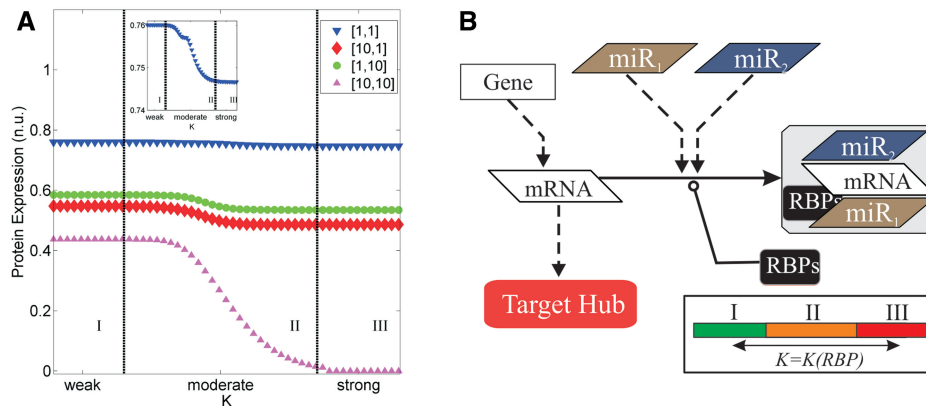 A
Protein Expression (n.u.)
1
0.8
0.6
0.4
0.2
0
I
II
III
weak
moderate
strong
K
0.76
0.75
0.74
I
II
III
weak
moderate
strong
K
[1,1]
[10,1]
[1,10]
[10,10]
B
Gene
miR1
miR2
mRNA
miR2
mRNA
RBPs
miR1
RBPs
Target Hub
I II III
K=K(RBP)